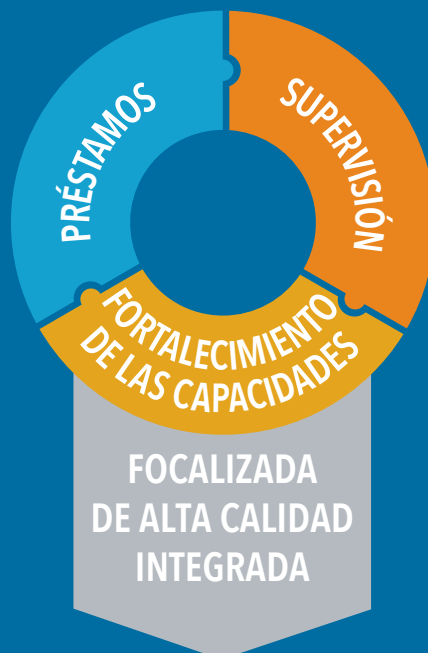 PRÉSTAMOS
SUPERVISIÓN
FORTALECIMIENTO
DE LAS CAPACIDADES
FOCALIZADA
DE ALTA CALIDAD
INTEGRADA